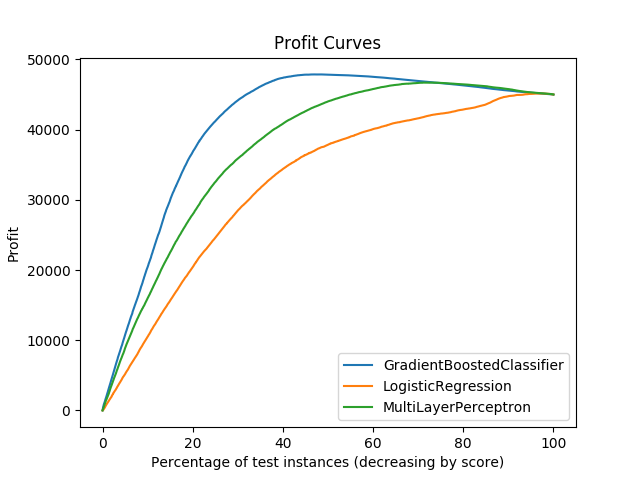 Profit Curves
Profit
50000
40000
30000
20000
10000
0
0 20 40 60 80 100
Percentage of test instances (decreasing by score)
GradientBoostedClassifier
LogisticRegression
MultiLayerPerceptron